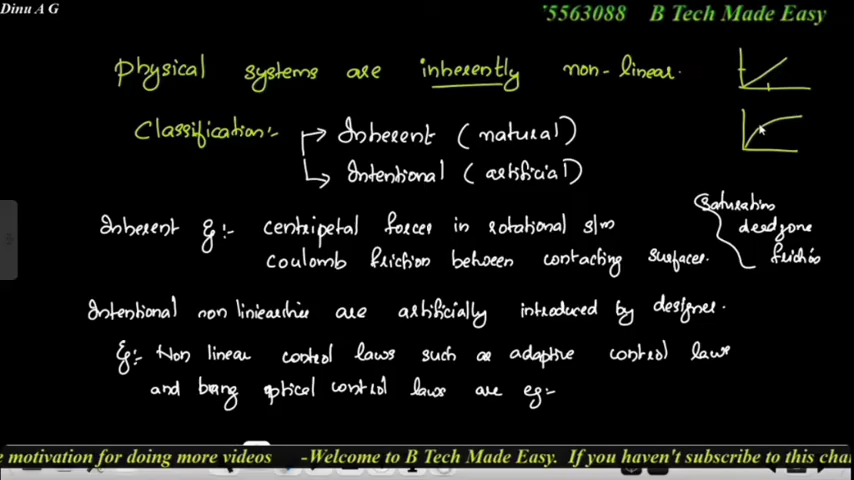 Dinu A G
5563088 B Tech Made Easy
Physical systems are inherently non-linear.
Classification:- Inherent (natural)
Intentional (artificial)
Inherent Eg:- centripetal forces in rotational s/m
coulomb friction between contacting surfaces.
Saturation
deadzone
friction
Intentional non liniearities are artificially introduced by designer.
Eg:- Non linear control laws such as adaptive control laws
and bang optical control laws are eg:-
e motivation for doing more videos -Welcome to B Tech Made Easy. If you haven't subscribe to this cha